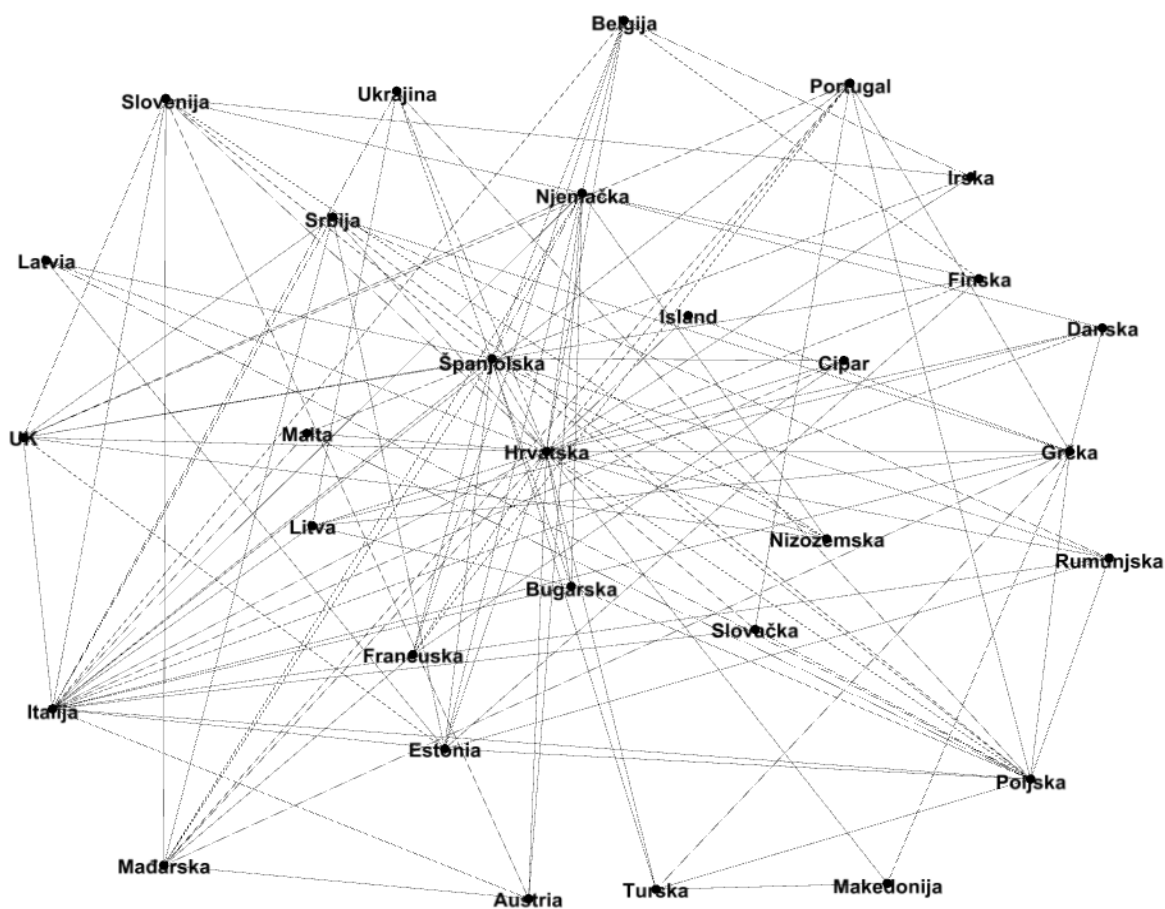 Belgija
Portugal
Ukrajina
Slovenija
Irska
Njemačka
Srbija
Latvia
Finska
Island
Danska
Španjolska
Cipar
UK
Malta
Hrvatska
Grčka
Litva
Nizozemska
Rumunjska
Bugarska
Slovačka
Francuska
Italija
Estonia
Poljska
Mađarska
Turska
Makedonija
Austria